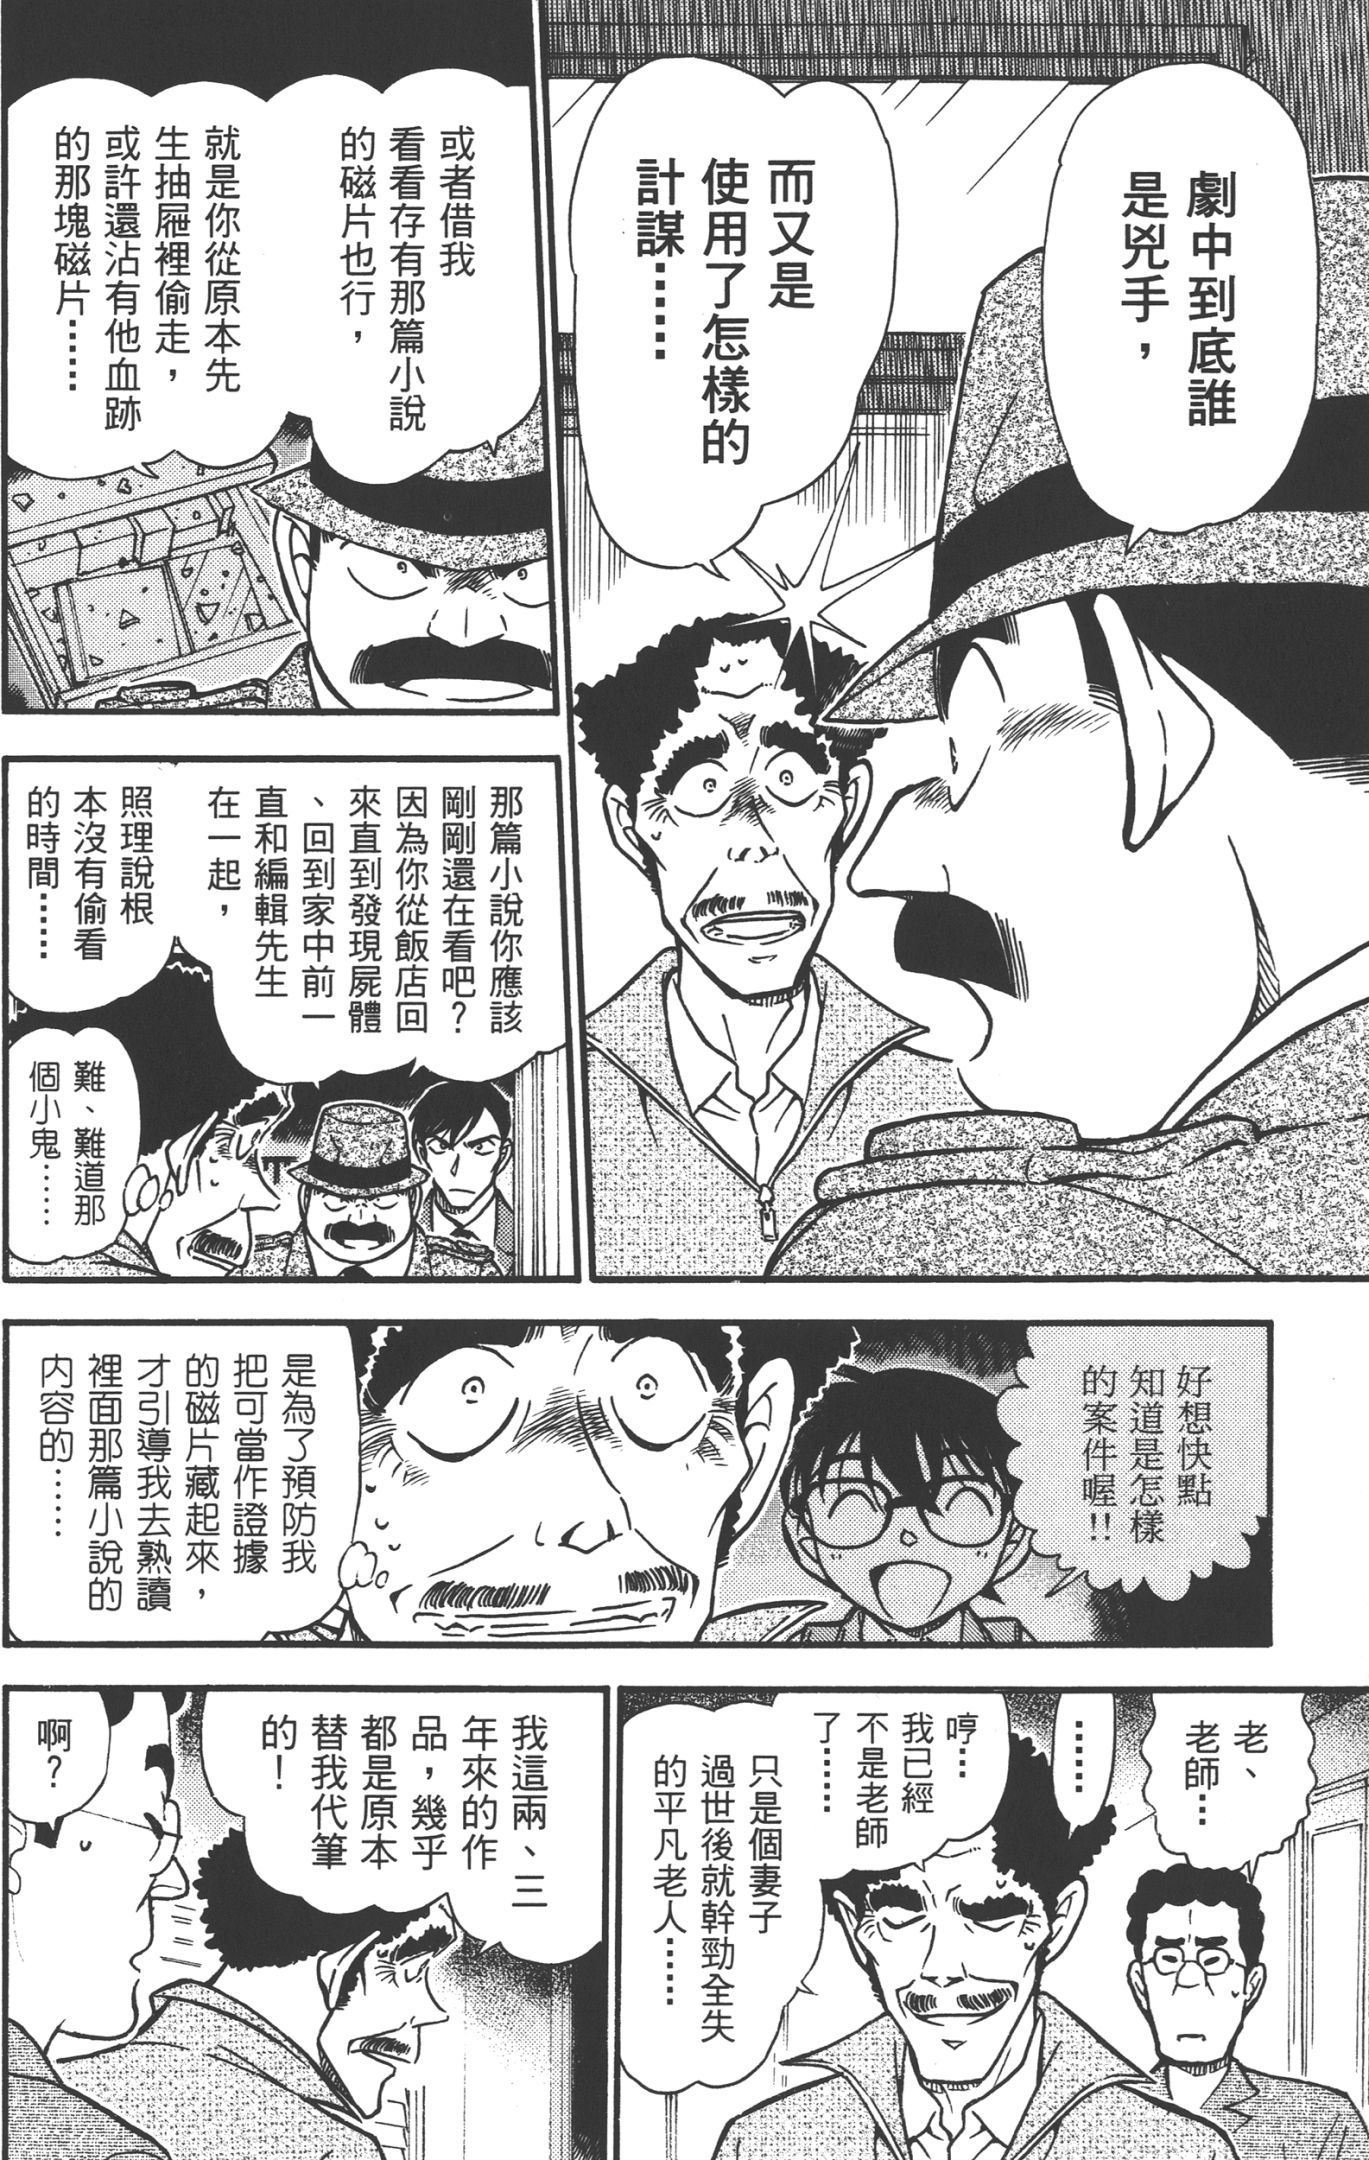 劇中到底誰
是兇手，
而又是
使用了怎樣的
計謀……
或者借我
看看存有那篇小說
的磁片也行，
就是你從原本先
生抽屜裡偷走，
或許還沾有他血跡
的那塊磁片……
那篇小說你應該
剛剛還在看吧？
因為你從飯店回
來直到發現屍體
、回到家中前一
直和編輯先生
在一起，
照理說根
本沒有偷看
的時間……
難、難道那
個小鬼……
好想快點
知道是怎樣
的案件喔!!
是為了預防我
把可當作證據
的磁片藏起來，
才引導我去熟讀
裡面那篇小說的
內容的……
老、
老師…
……
哼…
我已經
不是老師
了……
只是個妻子
過世後就幹勁全失
的平凡老人……
我這兩、三
年來的作
品，幾乎
都是原本
替我代筆
的！
啊？